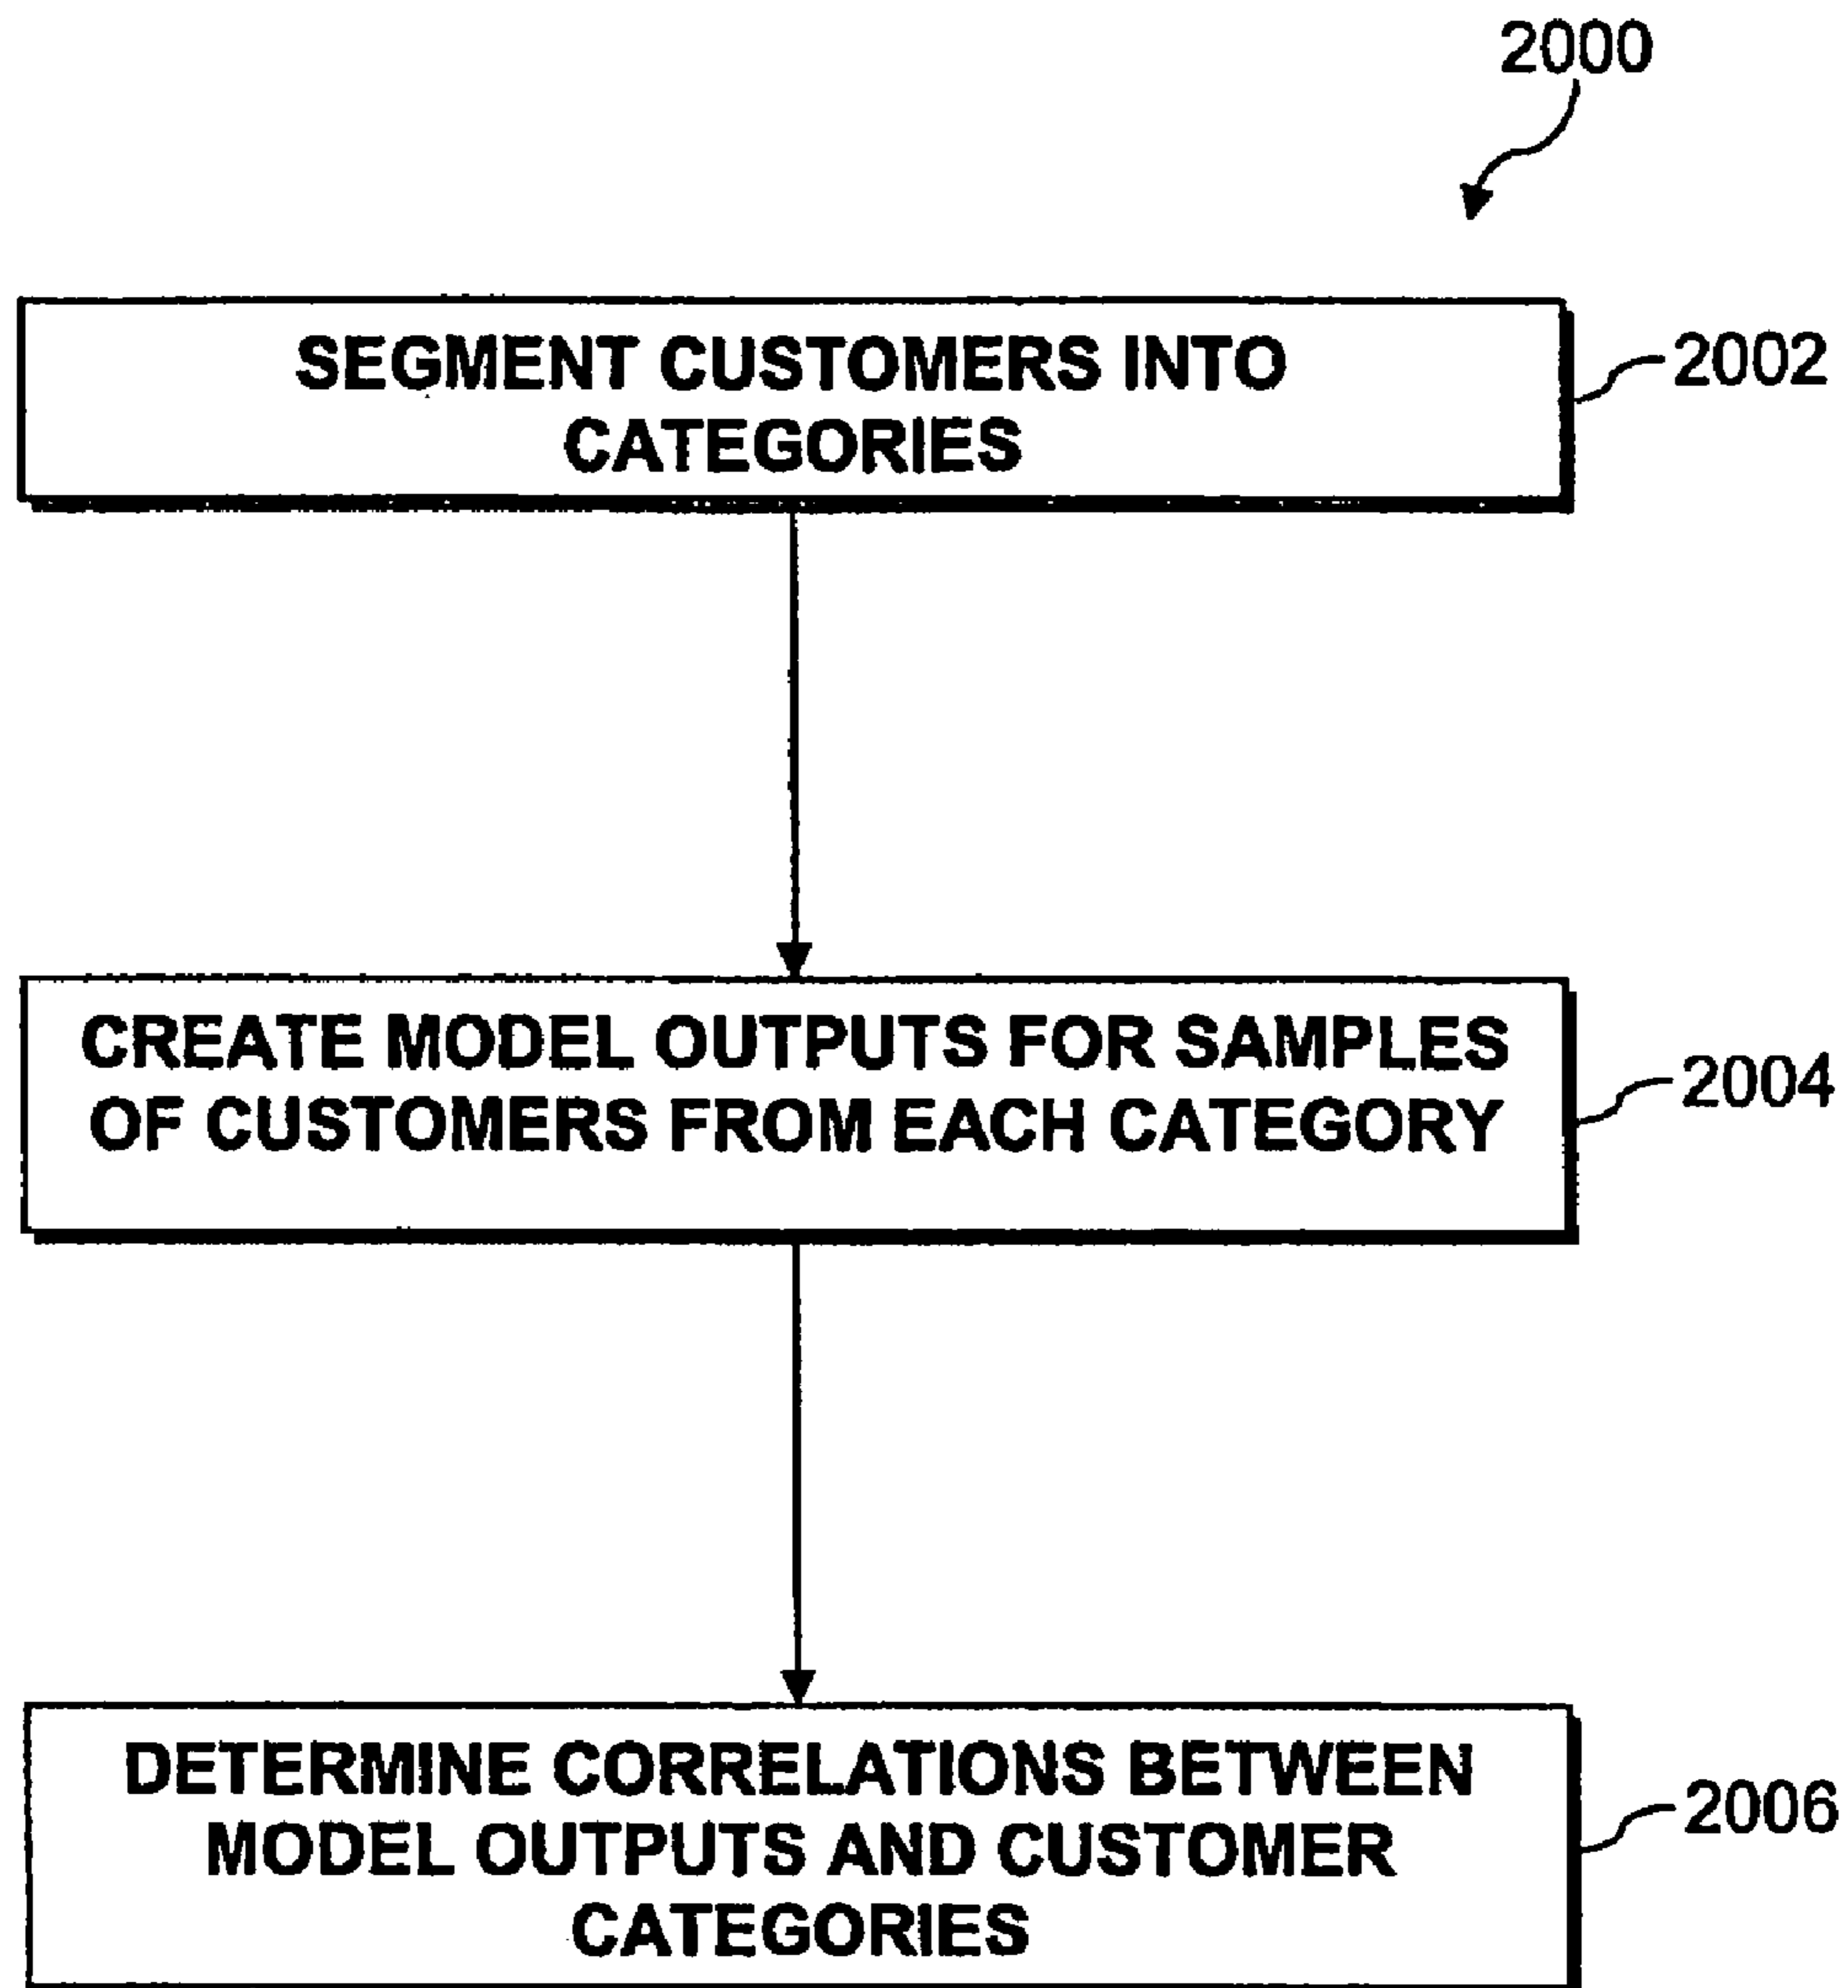 2000
SEGMENT CUSTOMERS INTO
CATEGORIES
2002
CREATE MODEL OUTPUTS FOR SAMPLES
OF CUSTOMERS FROM EACH CATEGORY
2004
DETERMINE CORRELATIONS BETWEEN
MODEL OUTPUTS AND CUSTOMER
CATEGORIES
2006